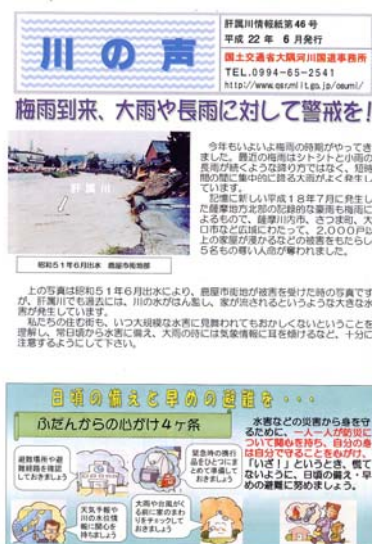 川の声
肝属川情報紙第46号
平成 22 年 6 月発行
国土交通省大隅河川国道事務所
TEL.0994-65-2541
http://www.qsr.mlit.go.jp/osumi/
梅雨到来、大雨や長雨に対して警戒を!
肝属川
昭和51年6月出水 鹿屋市街地部
今年もいよいよ梅雨の時期がやってき
ました。最近の梅雨はシトシトと小雨の
長雨が続くような降り方ではなく、短時
間の間に集中的に降る大雨がよく発生し
ています。
記憶に新しい平成18年7月に発生し
た薩摩地方北部の記録的な豪雨も梅雨に
よるもので、薩摩川内市、さつま町、大
口市など広域にわたって、2,000戸以
上の家屋が浸かるなどの被害をもたらし
5名もの尊い人命が奪われました。
上の写真は昭和51年6月出水により、鹿屋市街地が被害を受けた時の写真です
が、肝属川でも過去には、川の水がはん濫し、家が流されるというような大きな水
害が発生しています。
私たちの住む街も、いつ大規模な水害に見舞われてもおかしくないということを
理解し、常日頃から水害に備え、大雨の時には気象情報に耳を傾けるなど、十分に
注意するようにして下さい。
日頃の備えと早めの避難を・・・
ふだんからの心がけ4ヶ条
避難場所や避
難経路を確認
しておきましょう
緊急時の携行
品をひとつにま
とめて準備して
おきましょう
天気予報や
川の水位情
報に関心を
持ちましょう
大雨や台風がく
る前に家のまわ
りをチェックして
おきましょう
水害などの災害から身を守
るために、一人一人が防災に
ついて関心を持ち、自分の身
は自分で守ることを心がけ、
「いざ!」というとき、慌て
ないように、日頃の備え・早
めの避難に努めましょう。